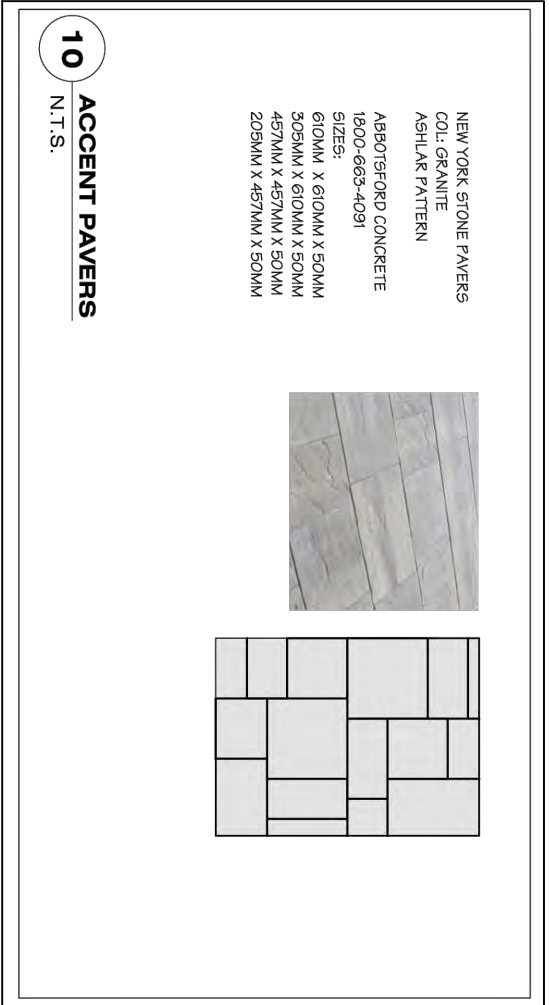 NEW YORK STONE PAVERS
COL: GRANITE
ASHLAR PATTERN
ABBOTSFORD CONCRETE
1800-663-4091
SIZES:
610MM X 610MM X 50MM
305MM X 610MM X 50MM
457MM X 457MM X 50MM
205MM X 457MM X 50MM
10
ACCENT PAVERS
N.T.S.